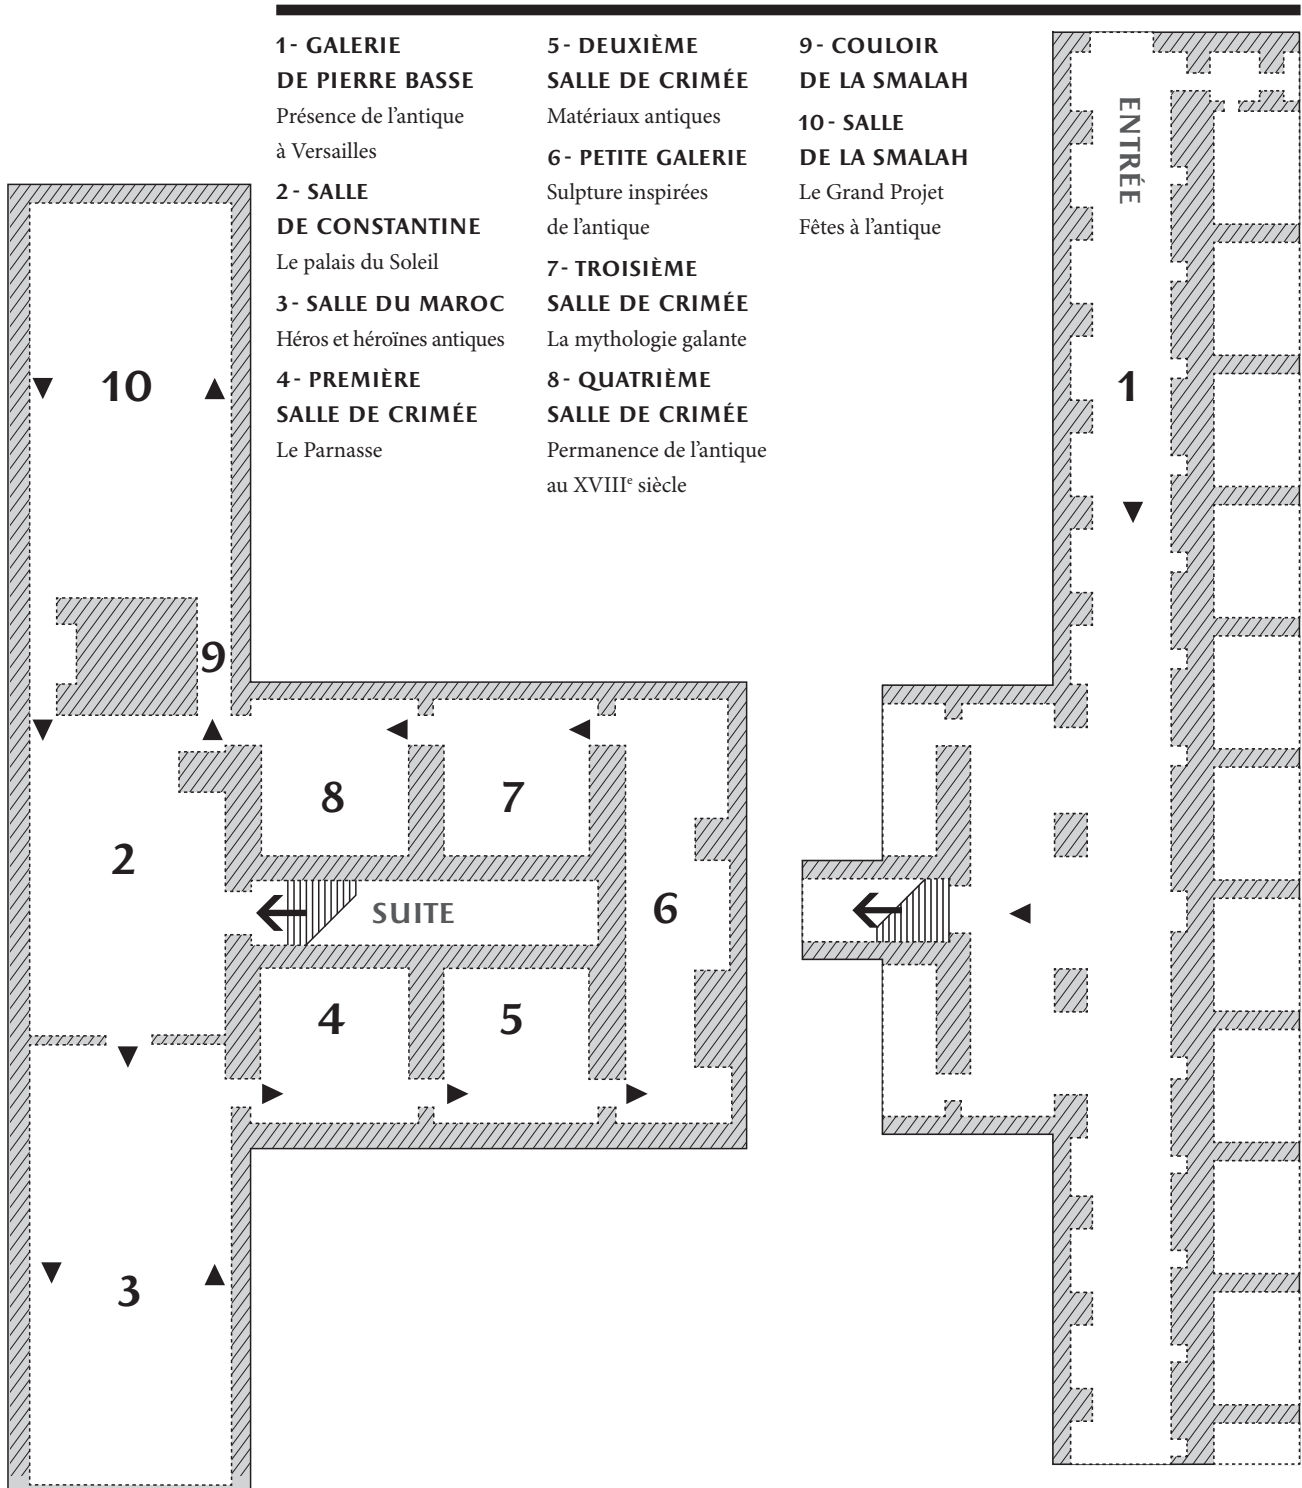 1 - GALERIE
DE PIERRE BASSE
Présence de l'antique
à Versailles
2 - SALLE
DE CONSTANTINE
Le palais du Soleil
3 - SALLE DU MAROC
Héros et héroïnes antiques
4 - PREMIÈRE
SALLE DE CRIMÉE
Le Parnasse
5 - DEUXIÈME
SALLE DE CRIMÉE
Matériaux antiques
6 - PETITE GALERIE
Sulpture inspirées
de l'antique
7 - TROISIÈME
SALLE DE CRIMÉE
La mythologie galante
8 - QUATRIÈME
SALLE DE CRIMÉE
Permanence de l'antique
au XVIIIe siècle
9 - COULOIR
DE LA SMALAH
10 - SALLE
DE LA SMALAH
Le Grand Projet
Fêtes à l'antique
ENTRÉE
1
10
9
8
7
2
SUITE
6
4
5
3